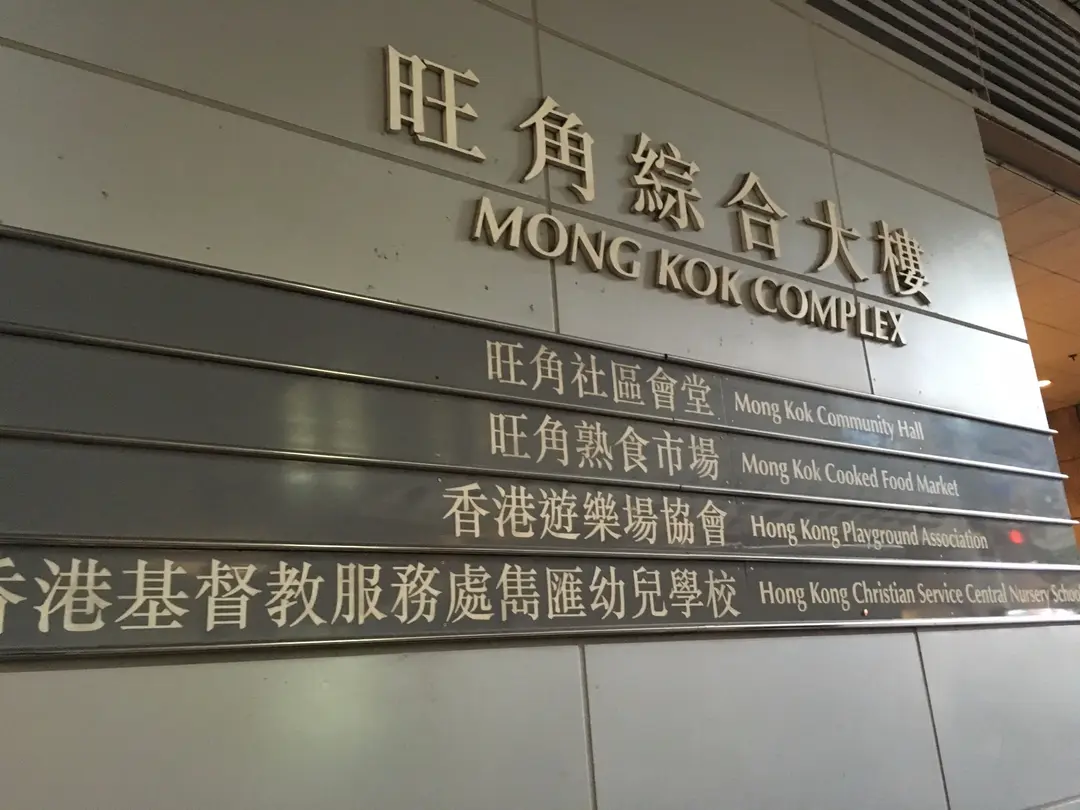 旺角綜合大樓
MONG KOK COMPLEX
旺角社區會堂 Mong Kok Community Hall
旺角熟食市場 Mong Kok Cooked Food Market
香港遊樂場協會 Hong Kong Playground Association
香港基督教服務處雋匯幼兒學校 Hong Kong Christian Service Central Nursery School